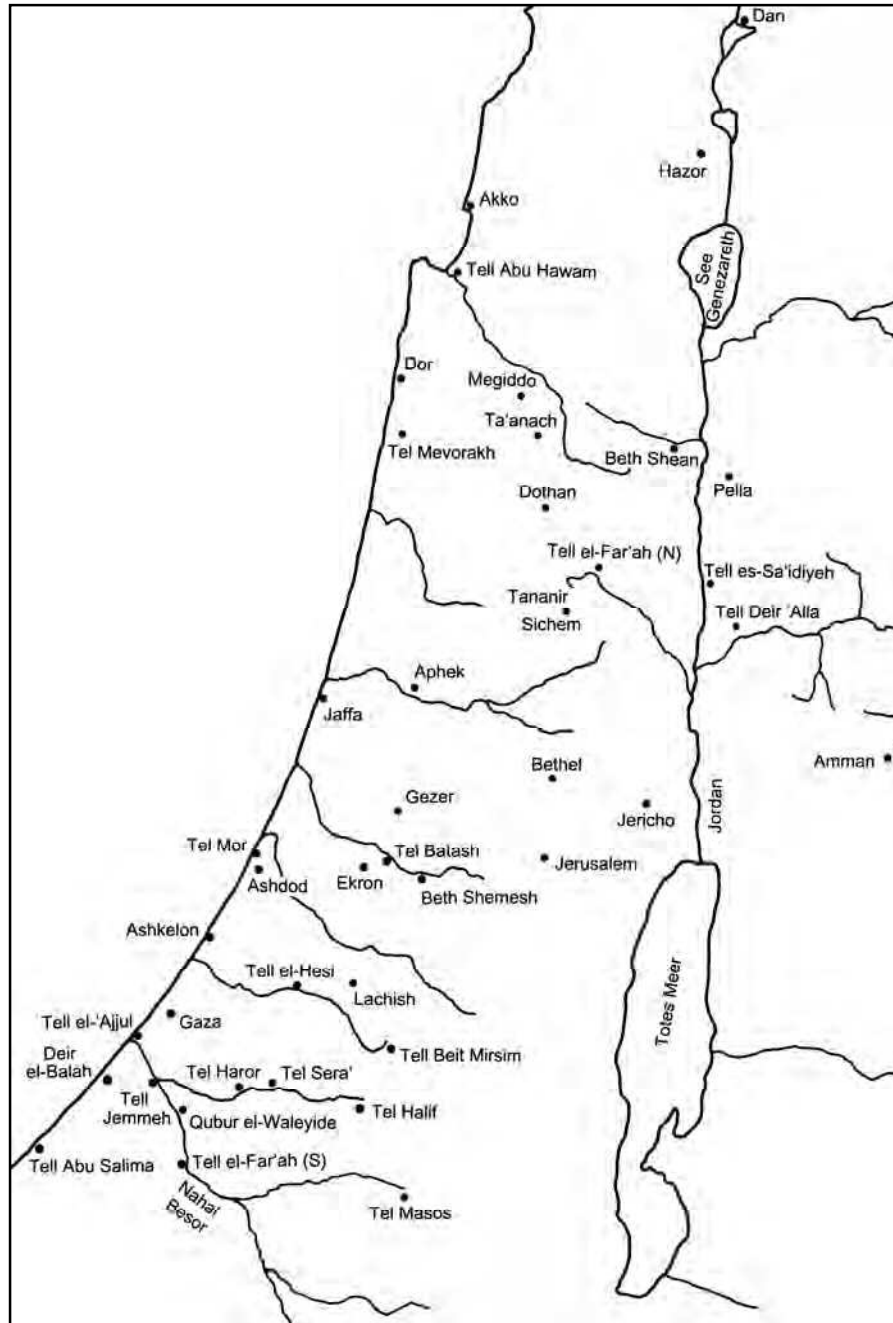 Dan
Hazor
Akko
See
Genezareth
Tell Abu Hawam
Dor
Megiddo
Ta'anach
Tel Mevorakh
Beth Shean
Pella
Dothan
Tell el-Far'ah (N)
Tell es-Sa'idiyeh
Tananir
Sichem
Tell Deir 'Alla
Aphek
Jaffa
Bethel
Amman
Gezer
Jericho
Jordan
Tel Mor
Tel Batash
Ashdod
Ekron
Jerusalem
Beth Shemesh
Ashkelon
Tell el-Hesi
Lachish
Totes Meer
Gaza
Tell el-'Ajjul
Tell Beit Mirsim
Deir
el-Balah
Tel Haror
Tel Sera'
Tell
Jemmeh
Qubur el-Waleyide
Tel Halif
Tell Abu Salima
Tell el-Far'ah (S)
Nahal
Besor
Tel Masos